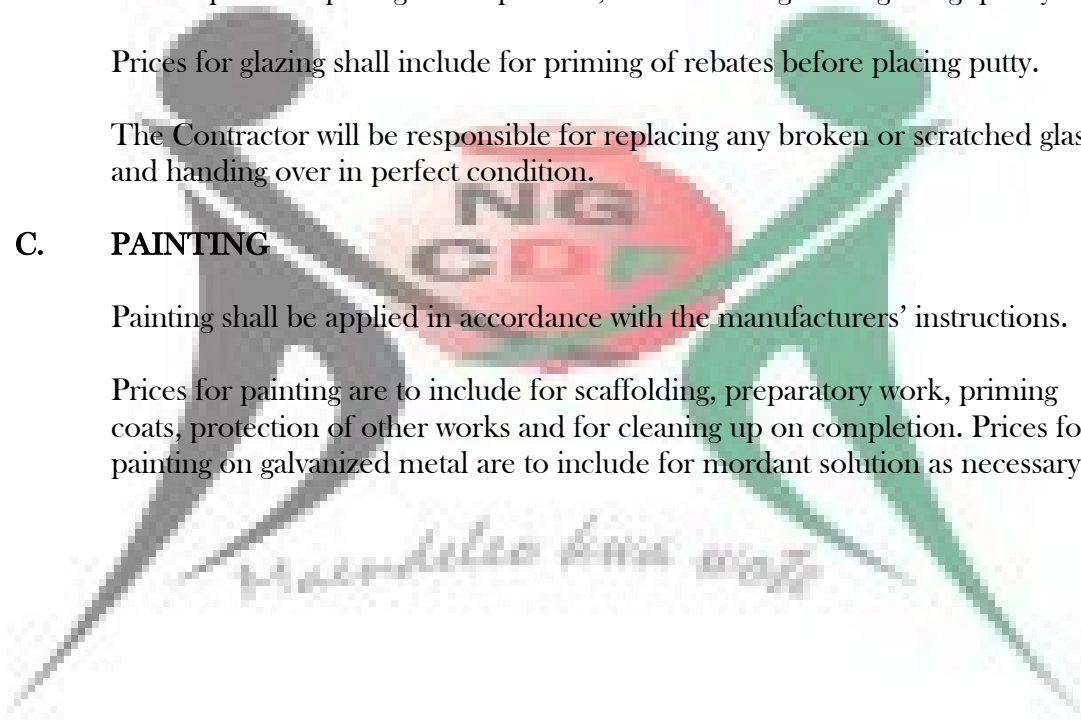 Prices for glazing shall include for priming of rebates before placing putty.
The Contractor will be responsible for replacing any broken or scratched glas
and handing over in perfect condition.
NG
CDF
C. PAINTING
Painting shall be applied in accordance with the manufacturers’ instructions.
Prices for painting are to include for scaffolding, preparatory work, priming
coats, protection of other works and for cleaning up on completion. Prices fo
painting on galvanized metal are to include for mordant solution as necessary
Maendeleo kwa wote